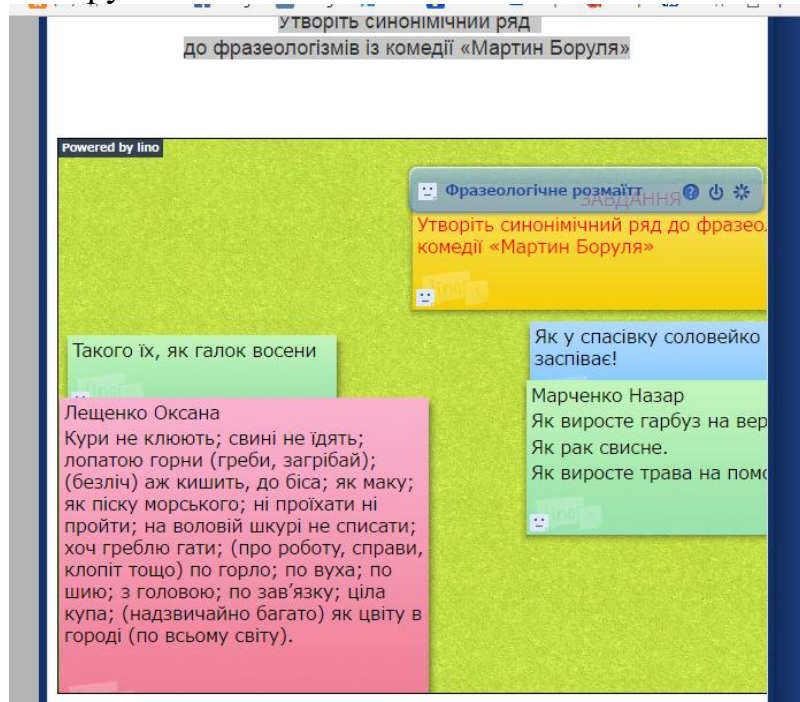 Утворіть синонімічний ряд
до фразеологізмів із комедії «Мартин Боруля»
Powered by lino
Фразеологічне розмаїтт
ЗАВДАННЯ
Утворіть синонімічний ряд до фразео
комедії «Мартин Боруля»
Такого їх, як галок восени
Як у спасівку соловейко
заспіває!
Лещенко Оксана
Кури не клюють; свині не їдять;
лопатою горни (греби, загрібай);
(безліч) аж кишить, до біса; як маку;
як піску морського; ні проїхати ні
пройти; на воловій шкурі не списати;
хоч греблю гати; (про роботу, справи,
клопіт тощо) по горло; по вуха; по
шию; з головою; по зав’язку; ціла
купа; (надзвичайно багато) як цвіту в
городі (по всьому світу).
Марченко Назар
Як виросте гарбуз на вер
Як рак свисне.
Як виросте трава на помо